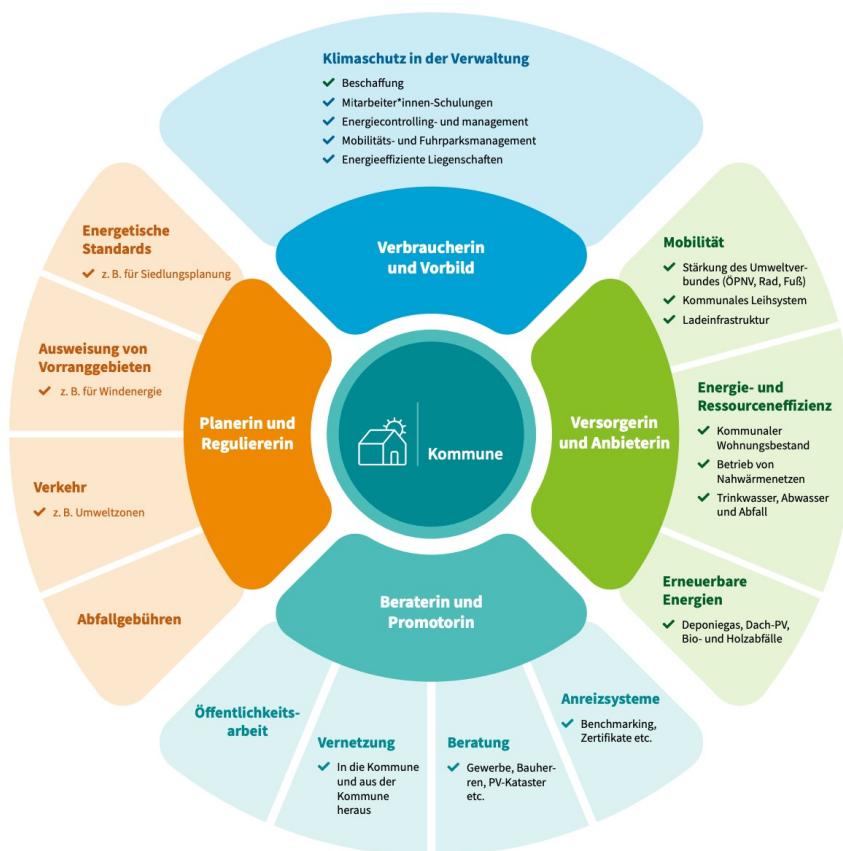 Klimaschutz in der Verwaltung
Beschaffung
Mitarbeiter*innen-Schulungen
Energiecontrolling- und management
Mobilitäts- und Fuhrparksmanagement
Energieeffiziente Liegenschaften
Verbraucherin
und Vorbild
Energetische
Standards
z. B. für Siedlungsplanung
Ausweisung von
Vorranggebieten
z. B. für Windenergie
Verkehr
z. B. Umweltzonen
Abfallgebühren
Planerin und
Reguliererin
Kommune
Versorgerin
und Anbieterin
Mobilität
Stärkung des Umweltver-
bundes (ÖPNV, Rad, Fuß)
Kommunales Leihsystem
Ladeinfrastruktur
Energie- und
Ressourceneffizienz
Kommunaler
Wohnungsbestand
Betrieb von
Nahwärmenetzen
Trinkwasser, Abwasser
und Abfall
Erneuerbare
Energien
Deponiegas, Dach-PV,
Bio- und Holzabfälle
Beraterin und
Promotorin
Öffentlichkeits-
arbeit
Vernetzung
In die Kommune
und aus der
Kommune
heraus
Beratung
Gewerbe, Bauher-
ren, PV-Kataster
etc.
Anreizsysteme
Benchmarking,
Zertifikate etc.